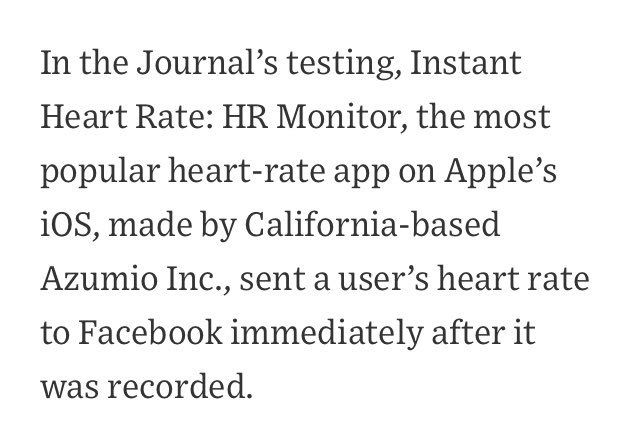 In the Journal’s testing, Instant
Heart Rate: HR Monitor, the most
popular heart-rate app on Apple’s
iOS, made by California-based
Azumio Inc., sent a user’s heart rate
to Facebook immediately after it
was recorded.